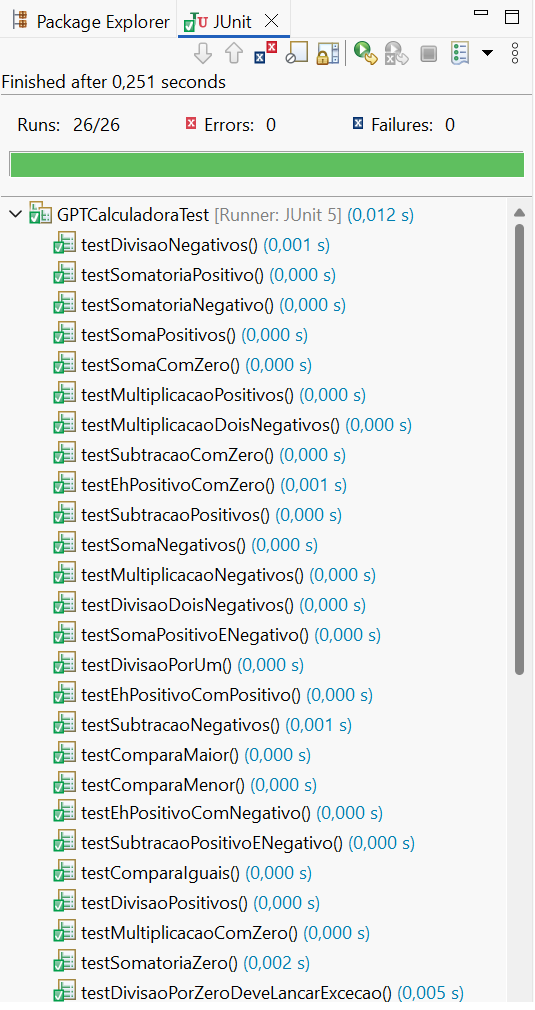 Package Explorer JUnit
Finished after 0,251 seconds
Runs: 26/26 Errors: 0 Failures: 0
GPTCalculadoraTest [Runner: JUnit 5] (0,012 s)
testDivisaoNegativos() (0,001 s)
testSomatoriaPositivo() (0,000 s)
testSomatoriaNegativo() (0,000 s)
testSomaPositivos() (0,000 s)
testSomaComZero() (0,000 s)
testMultiplicacaoPositivos() (0,000 s)
testMultiplicacaoDoisNegativos() (0,000 s)
testSubtracaoComZero() (0,000 s)
testEhPositivoComZero() (0,001 s)
testSubtracaoPositivos() (0,000 s)
testSomaNegativos() (0,000 s)
testMultiplicacaoNegativos() (0,000 s)
testDivisaoDoisNegativos() (0,000 s)
testSomaPositivoENegativo() (0,000 s)
testDivisaoPorUm() (0,000 s)
testEhPositivoComPositivo() (0,000 s)
testSubtracaoNegativos() (0,001 s)
testComparaMaior() (0,000 s)
testComparaMenor() (0,000 s)
testEhPositivoComNegativo() (0,000 s)
testSubtracaoPositivoENegativo() (0,000 s)
testComparaIguais() (0,000 s)
testDivisaoPositivos() (0,000 s)
testMultiplicacaoComZero() (0,000 s)
testSomatoriaZero() (0,002 s)
testDivisaoPorZeroDeveLancarExcecao() (0,005 s)